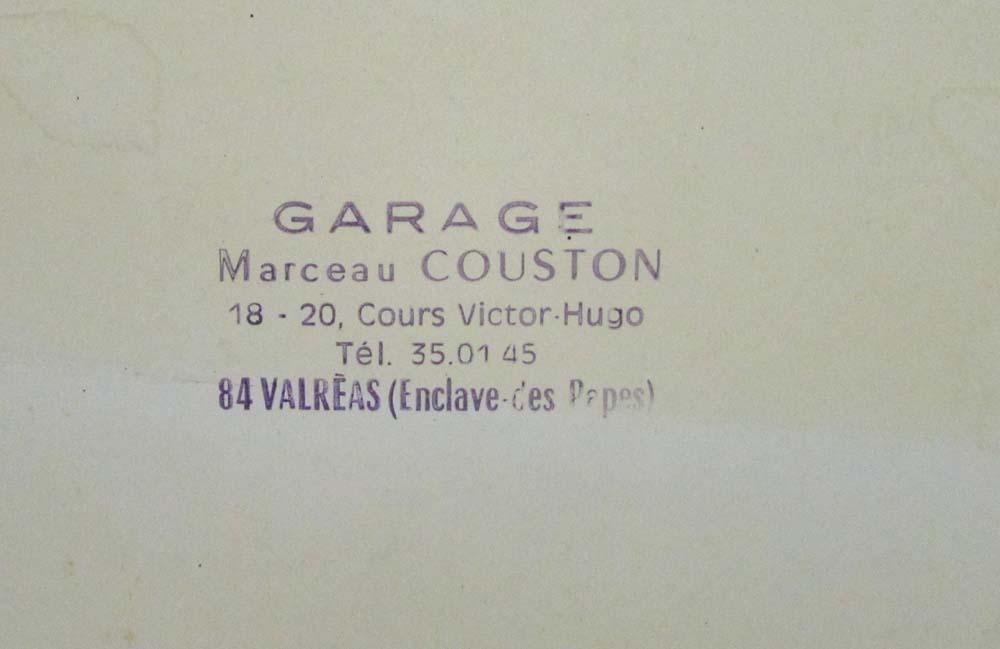 GARAGE
Marceau COUSTON
18 - 20, Cours Victor-Hugo
Tél. 35.01 45
84 VALRÉAS (Enclave-des Papes)